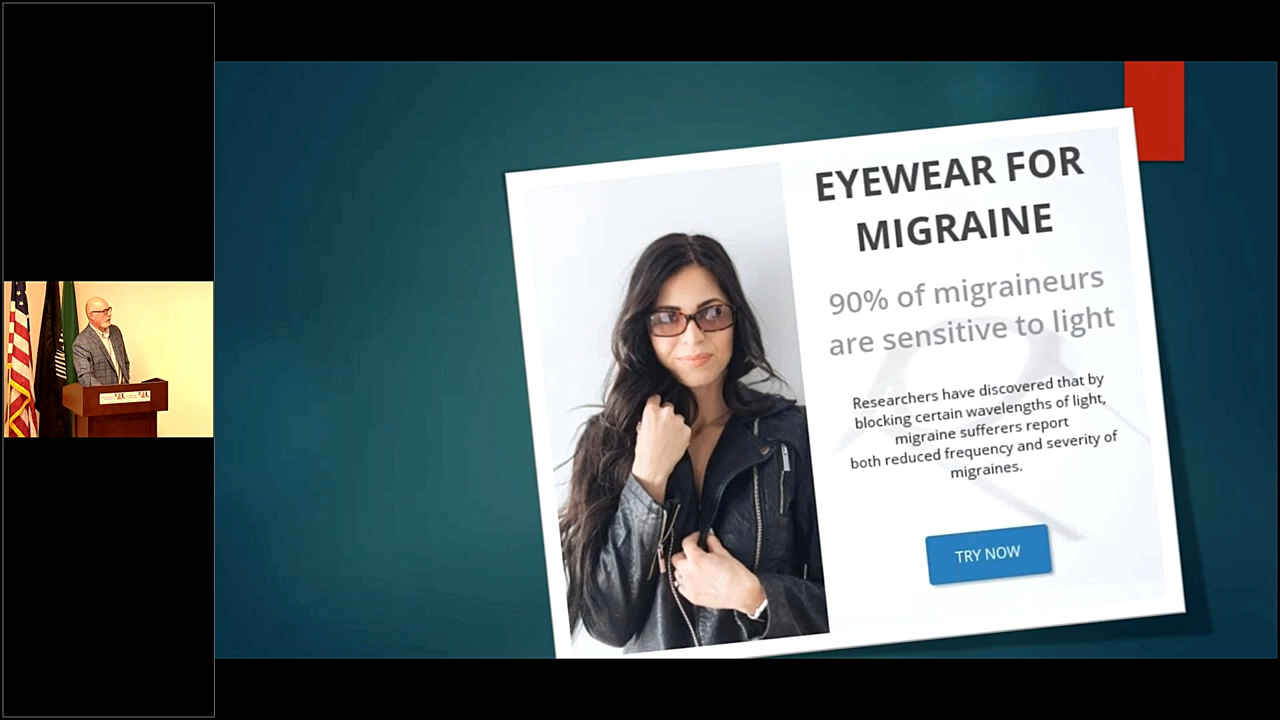 EYEWEAR FOR
MIGRAINE
90% of migraineurs
are sensitive to light
Researchers have discovered that by
blocking certain wavelengths of light,
migraine sufferers report
both reduced frequency and severity of
migraines.
TRY NOW